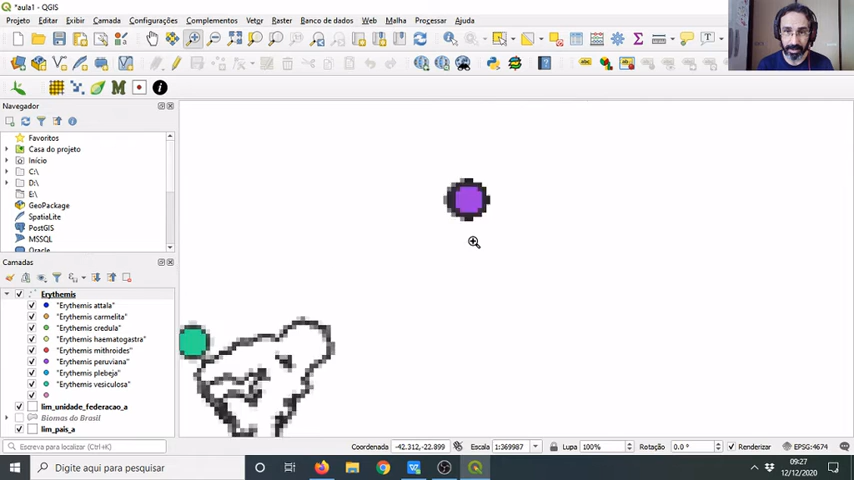 *aula1 - QGIS
Projeto Editar Exibir Camada Configurações Complementos Vetor Raster Banco de dados Web Malha Processar Ajuda
Navegador
Favoritos
Casa do projeto
Início
C:\
D:\
E:\
GeoPackage
SpatiaLite
PostGIS
MSSQL
Oracle
Camadas
Erythemis
"Erythemis attala"
"Erythemis carmelita"
"Erythemis credula"
"Erythemis haematogastra"
"Erythemis mithroides"
"Erythemis peruviana"
"Erythemis plebeja"
"Erythemis vesiculosa"
lim_unidade_federacao_a
Biomas do Brasil
lim_pais_a
Escreva para localizar (Ctrl+K)
Coordenada -42.312,-22.899 Escala 1:369987 Lupa 100% Rotação 0.0 ° Renderizar EPSG:4674
Digite aqui para pesquisar
09:27
12/12/2020